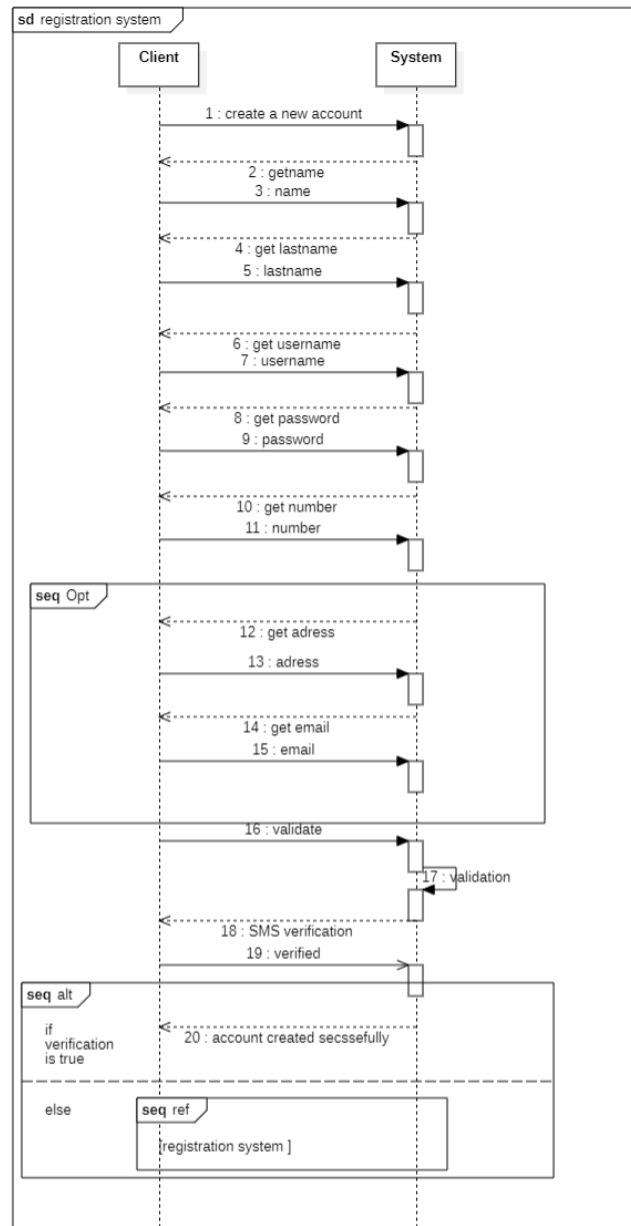 sd registration system
Client
System
1 : create a new account
2 : getname
3 : name
4 : get lastname
5 : lastname
6 : get username
7 : username
8 : get password
9 : password
10 : get number
11 : number
seq Opt
12 : get adress
13 : adress
14 : get email
15 : email
16 : validate
17 : validation
18 : SMS verification
19 : verified
seq alt
if
verification
is true
20 : account created secssefully
else
seq ref
[registration system ]